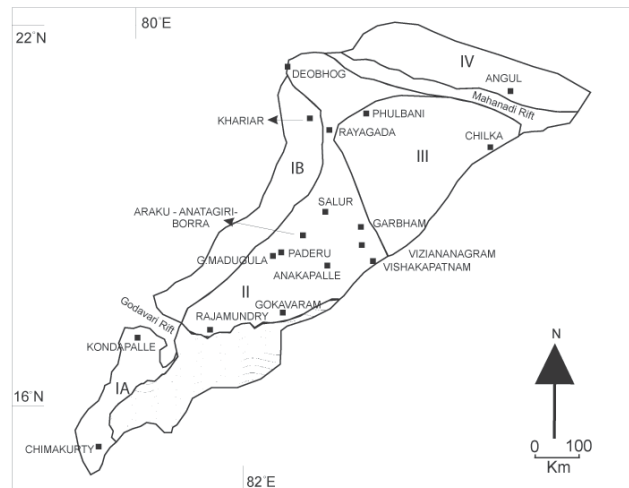 80°E
22°N
IV
DEOBHOG
ANGUL
Mahanadi Rift
KHARIAR
PHULBANI
RAYAGADA
CHILKA
III
IB
SALUR
ARAKU - ANATAGIRI-
BORRA
GARBHAM
G.MADUGULA
PADERU
VIZIANANAGRAM
VISHAKAPATNAM
ANAKAPALLE
II
GOKAVARAM
Godavari Rift
RAJAMUNDRY
KONDAPALLE
N
IA
16°N
CHIMAKURTY
0 100
Km
82°E